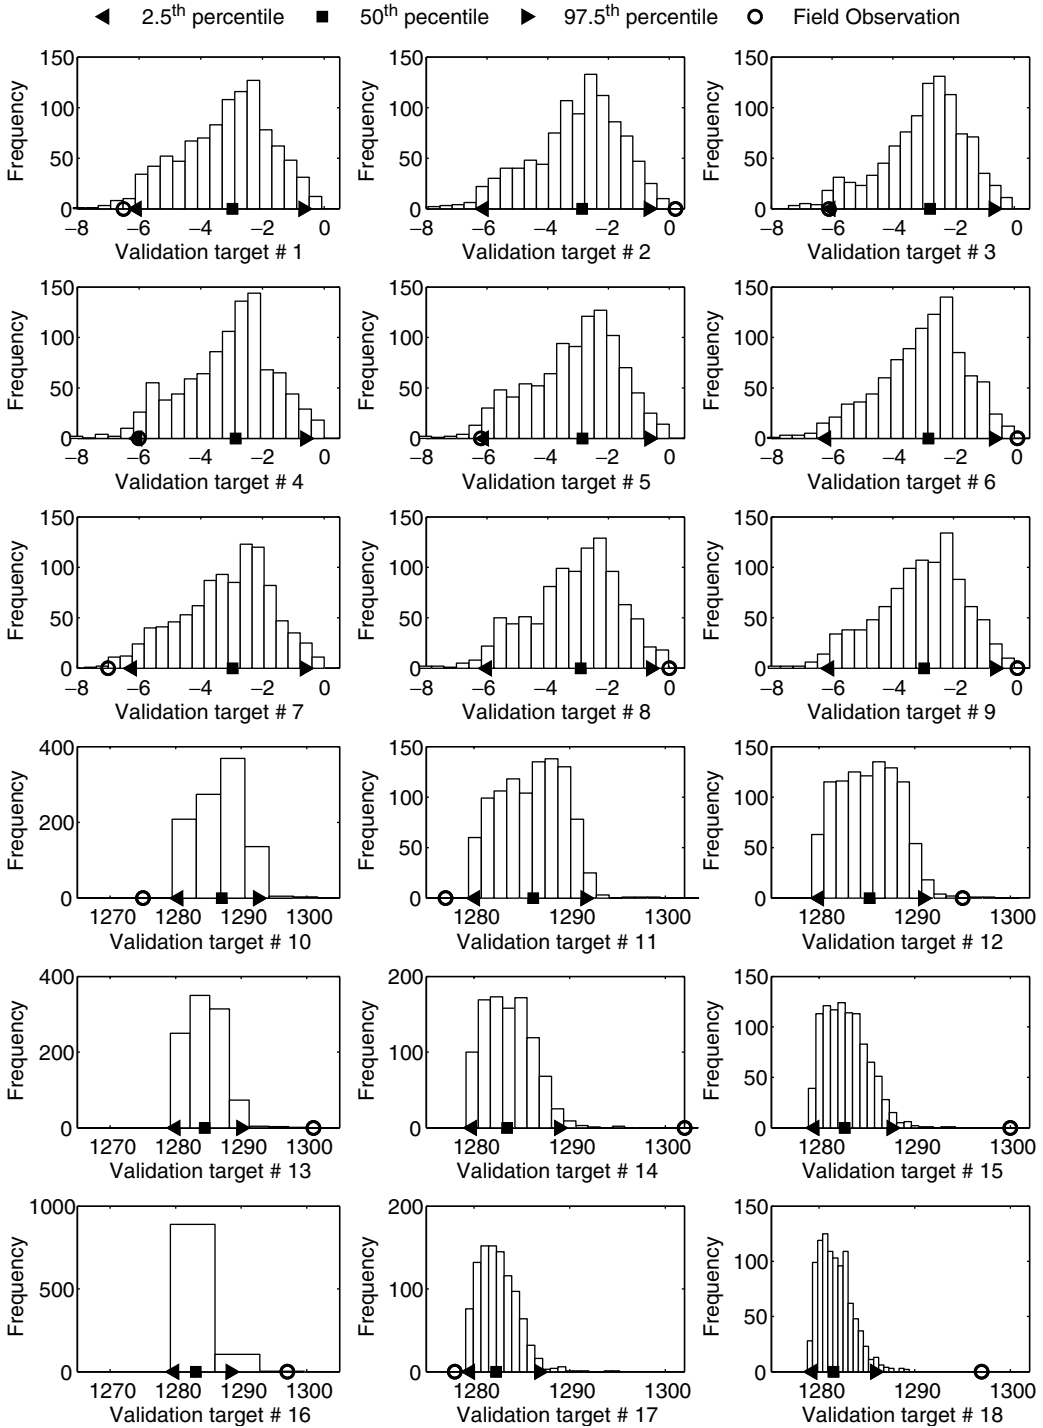 2.5th percentile 50th pecentile 97.5th percentile Field Observation
150 150 150
100 100 100
50 50 50
0 0 0
Frequency Frequency Frequency
−8 −6 −4 −2 0 −8 −6 −4 −2 0 −8 −6 −4 −2 0
Validation target # 1 Validation target # 2 Validation target # 3
150 150 150
100 100 100
50 50 50
0 0 0
Frequency Frequency Frequency
−8 −6 −4 −2 0 −8 −6 −4 −2 0 −8 −6 −4 −2 0
Validation target # 4 Validation target # 5 Validation target # 6
150 150 150
100 100 100
50 50 50
0 0 0
Frequency Frequency Frequency
−8 −6 −4 −2 0 −8 −6 −4 −2 0 −8 −6 −4 −2 0
Validation target # 7 Validation target # 8 Validation target # 9
400 150 150
200 100 100
50 50
0 0 0
Frequency Frequency Frequency
1270 1280 1290 1300 1280 1290 1300 1280 1290 1300
Validation target # 10 Validation target # 11 Validation target # 12
400 200 150
200 100 100
50
0 0 0
Frequency Frequency Frequency
1270 1280 1290 1300 1280 1290 1300 1280 1290 1300
Validation target # 13 Validation target # 14 Validation target # 15
1000 200 150
500 100 100
50
0 0 0
Frequency Frequency Frequency
1270 1280 1290 1300 1280 1290 1300 1280 1290 1300
Validation target # 16 Validation target # 17 Validation target # 18